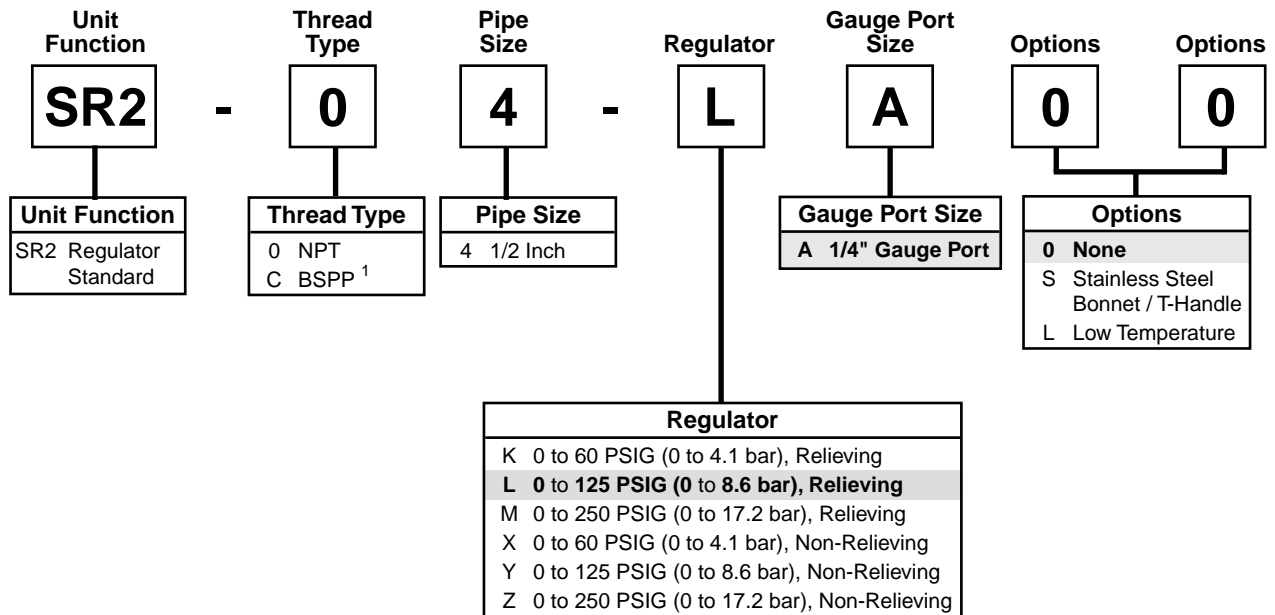 Unit Function
Thread Type
Pipe Size
Regulator
Gauge Port Size
Options
Options
SR2 - 0 4 - L A 0 0
Unit Function
SR2 Regulator
Standard
Thread Type
0 NPT
C BSPP 1
Pipe Size
4 1/2 Inch
Gauge Port Size
A 1/4" Gauge Port
Options
0 None
S Stainless Steel
Bonnet / T-Handle
L Low Temperature
Regulator
K 0 to 60 PSIG (0 to 4.1 bar), Relieving
L 0 to 125 PSIG (0 to 8.6 bar), Relieving
M 0 to 250 PSIG (0 to 17.2 bar), Relieving
X 0 to 60 PSIG (0 to 4.1 bar), Non-Relieving
Y 0 to 125 PSIG (0 to 8.6 bar), Non-Relieving
Z 0 to 250 PSIG (0 to 17.2 bar), Non-Relieving